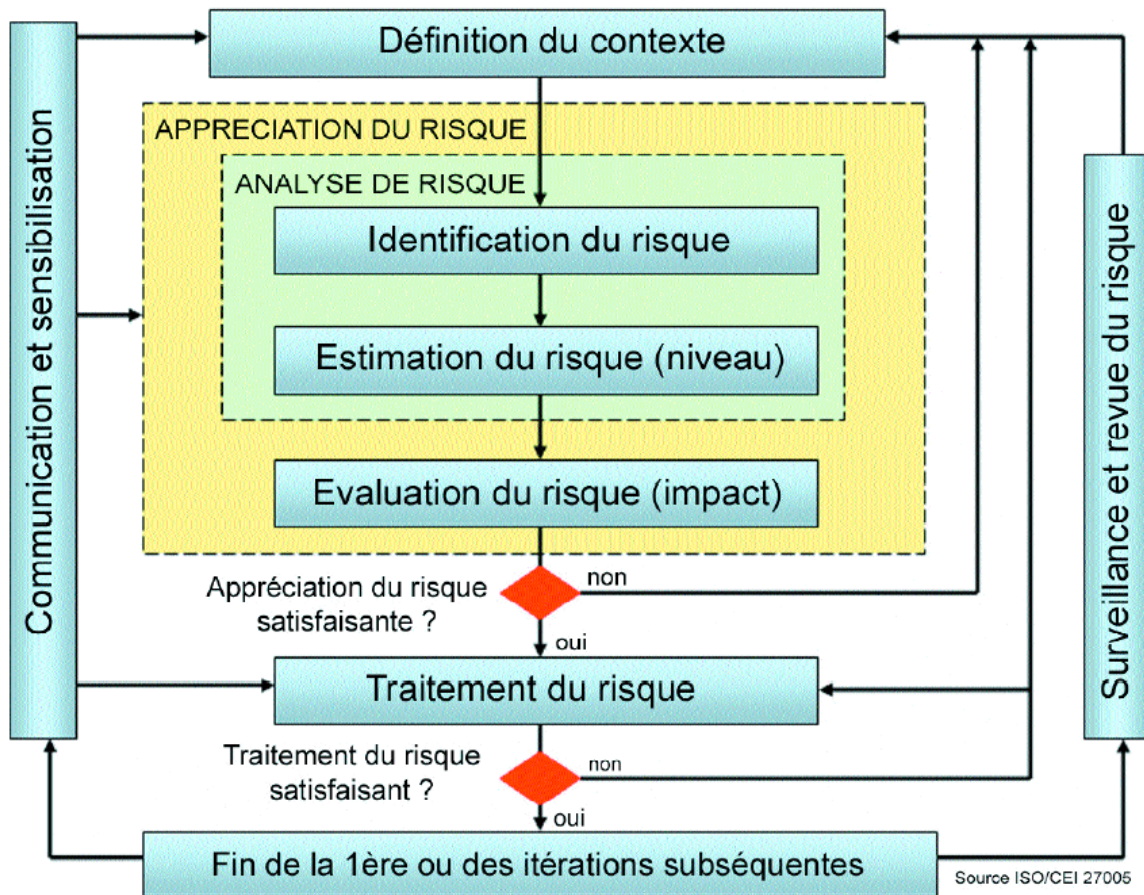 Définition du contexte
APPRECIATION DU RISQUE
ANALYSE DE RISQUE
Identification du risque
Estimation du risque (niveau)
Evaluation du risque (impact)
Appréciation du risque
satisfaisante ?
non
oui
Traitement du risque
Traitement du risque
satisfaisant ?
non
oui
Fin de la 1ère ou des itérations subséquentes
Communication et sensibilisation
Surveillance et revue du risque
Source ISO/CEI 27005